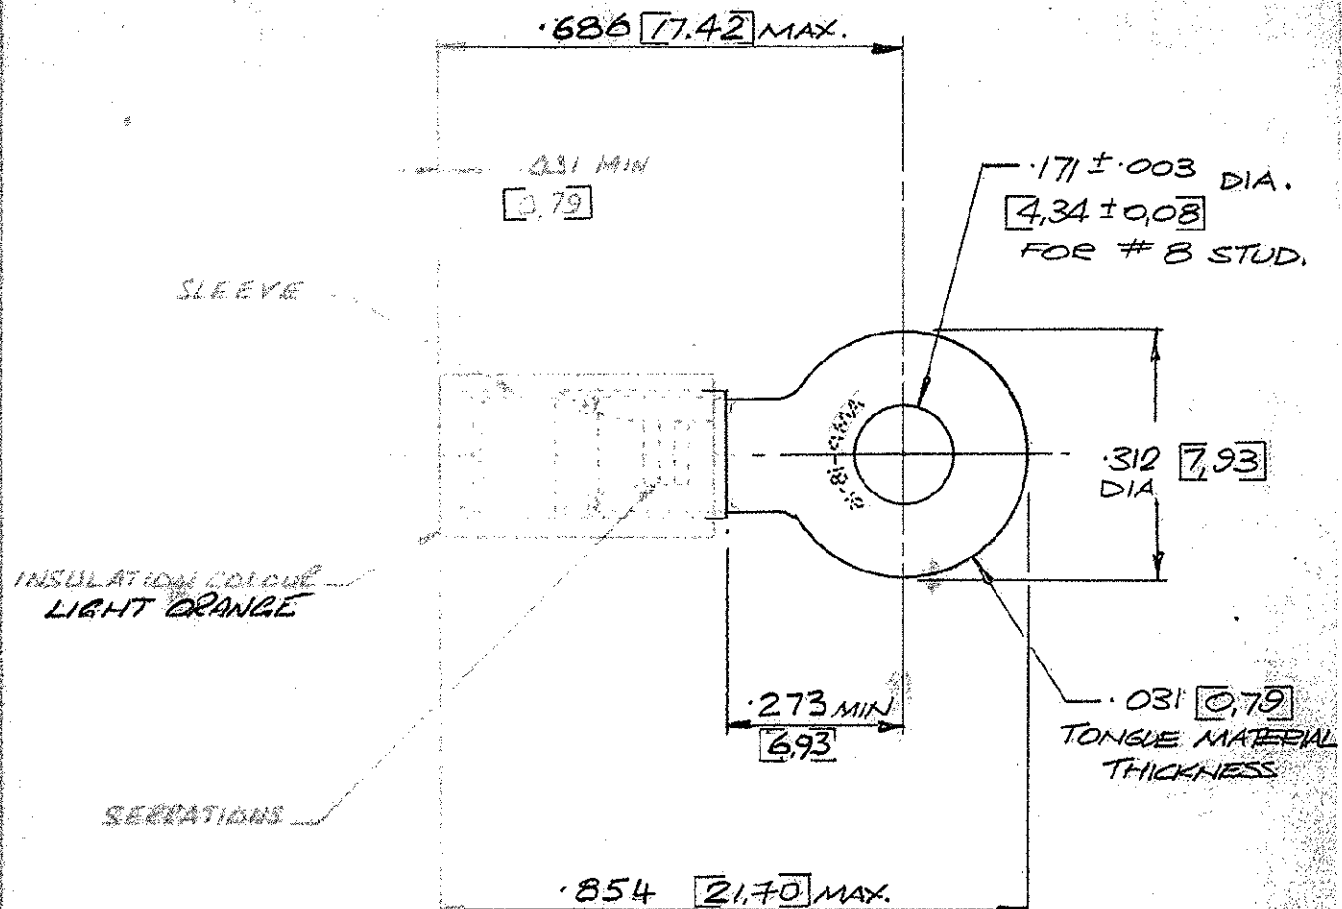 ·686 [17.42] MAX.
.031 MIN
[0,79]
·171 ± ·003 DIA.
[4,34 ± 0,08]
FOR # 8 STUD.
SLEEVE
·312 [7,93]
DIA
INSULATION COLOUR
LIGHT ORANGE
·273 MIN
[6,93]
·031 [0,79]
TONGUE MATERIAL
THICKNESS
SERRATIONS
·854 [21,70] MAX.